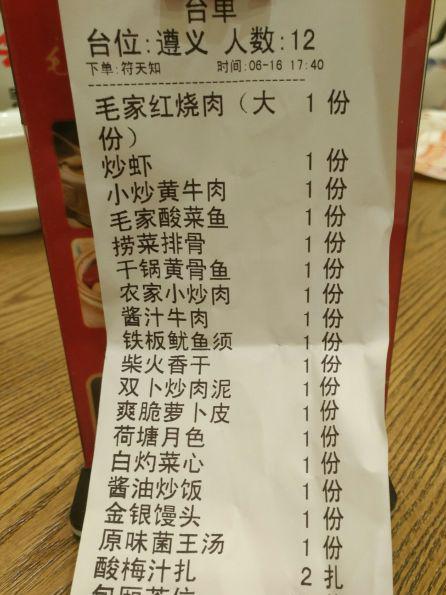 台单
台位:遵义 人数:12
下单:符天知 时间:06-16 17:40
毛家红烧肉（大 1 份
份）
炒虾 1 份
小炒黄牛肉 1 份
毛家酸菜鱼 1 份
捞菜排骨 1 份
干锅黄骨鱼 1 份
农家小炒肉 1 份
酱汁牛肉 1 份
铁板鱿鱼须 1 份
柴火香干 1 份
双卜炒肉泥 1 份
爽脆萝卜皮 1 份
荷塘月色 1 份
白灼菜心 1 份
酱油炒饭 1 份
金银馒头 1 份
原味菌王汤 1 份
酸梅汁扎 2 扎